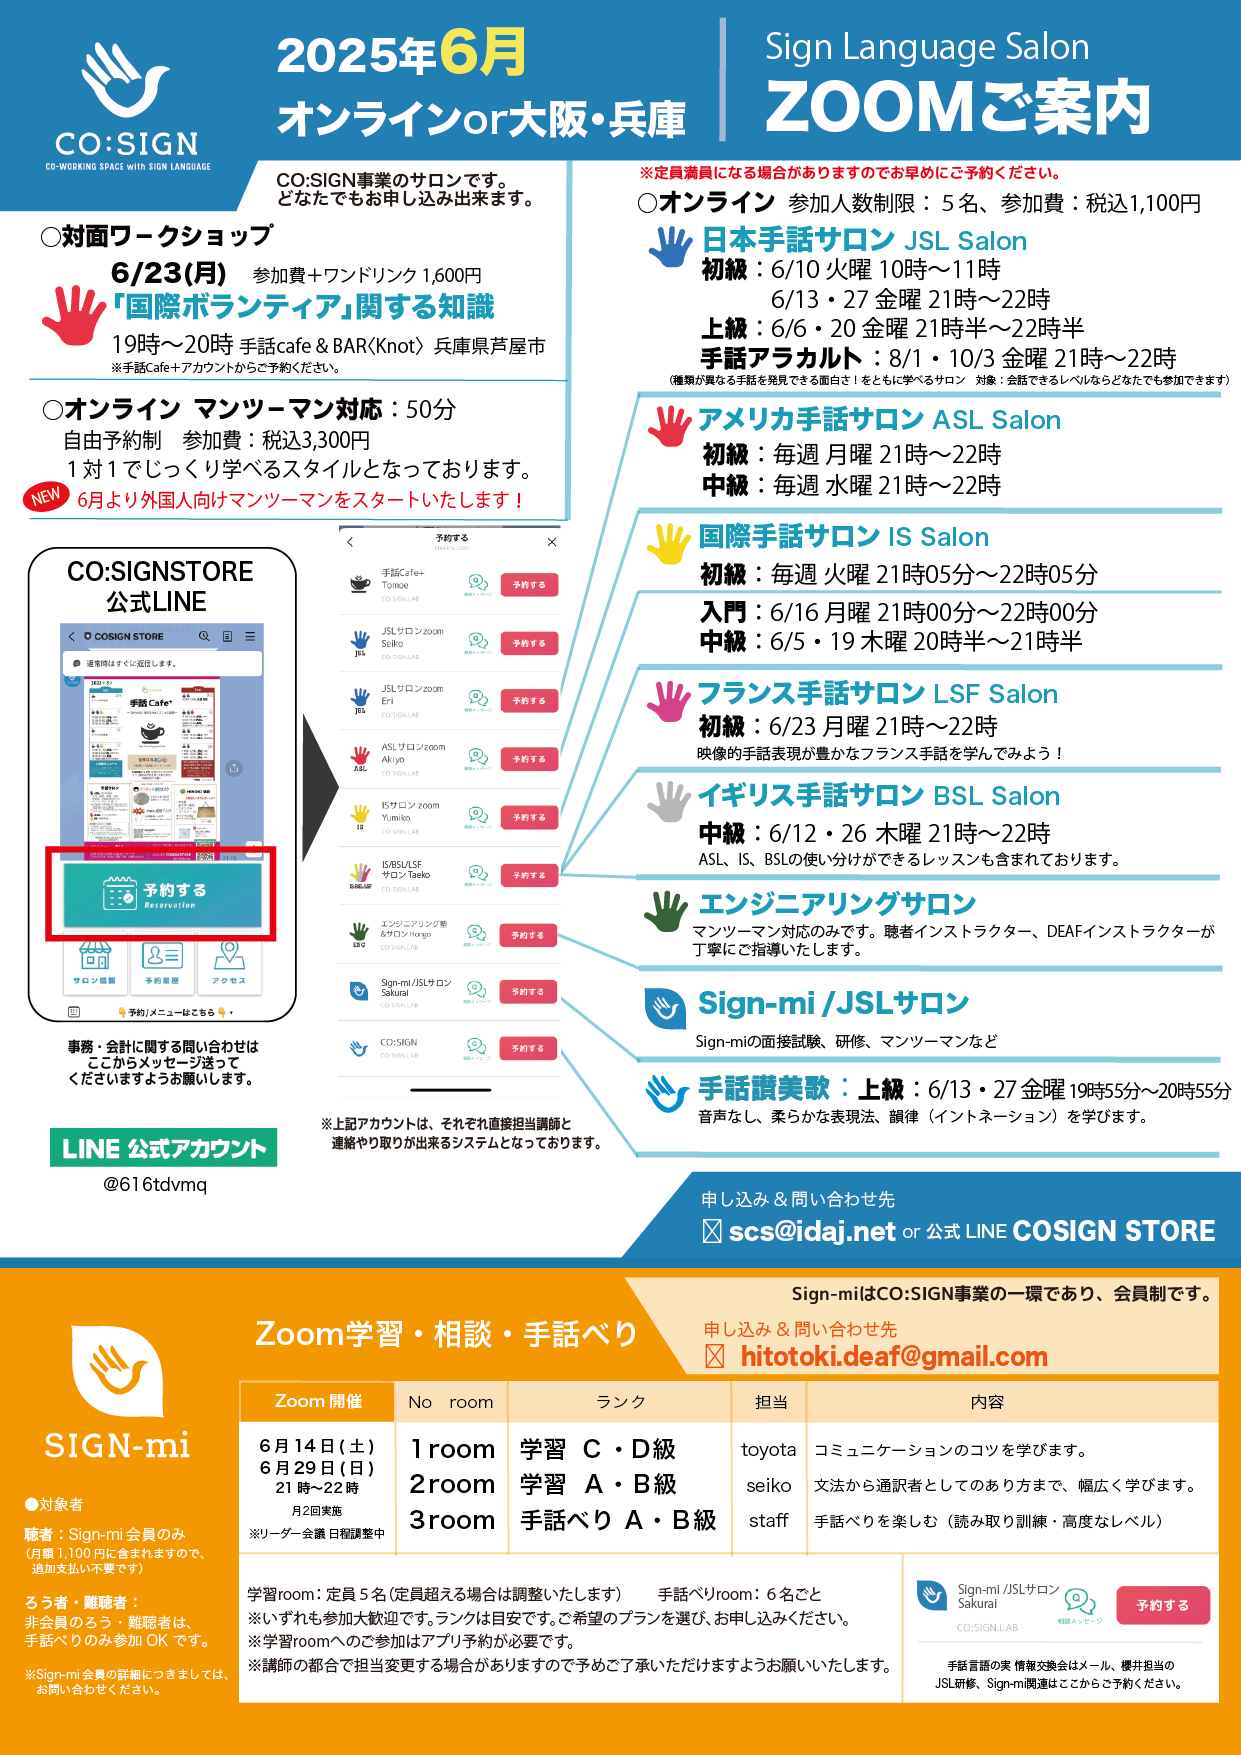 CO:SIGN
CO-WORKING SPACE with SIGN LANGUAGE
2025年6月
オンラインor大阪・兵庫
Sign Language Salon
ZOOMご案内
CO:SIGN事業のサロンです。
どなたでもお申し込み出来ます。
○対面ワークショップ
6/23(月) 参加費＋ワンドリンク 1,600円
「国際ボランティア」関する知識
19時〜20時 手話cafe & BAR〈Knot〉 兵庫県芦屋市
※手話Cafe＋アカウントからご予約ください。
○オンライン マンツーマン対応：50分
自由予約制 参加費：税込3,300円
１対１でじっくり学べるスタイルとなっております。
NEW 6月より外国人向けマンツーマンをスタートいたします！
※定員満員になる場合がありますのでお早めにご予約ください。
○オンライン 参加人数制限：５名、参加費：税込1,100円
日本手話サロン JSL Salon
初級：6/10 火曜 10時〜11時
6/13・27 金曜 21時〜22時
上級：6/6・20 金曜 21時半〜22時半
手話アラカルト：8/1・10/3 金曜 21時〜22時
（種類が異なる手話を発見できる面白さ！をともに学べるサロン 対象：会話できるレベルならどなたでも参加できます）
アメリカ手話サロン ASL Salon
初級：毎週 月曜 21時〜22時
中級：毎週 水曜 21時〜22時
国際手話サロン IS Salon
初級：毎週 火曜 21時05分〜22時05分
入門：6/16 月曜 21時00分〜22時00分
中級：6/5・19 木曜 20時半〜21時半
フランス手話サロン LSF Salon
初級：6/23 月曜 21時〜22時
映像的手話表現が豊かなフランス手話を学んでみよう！
イギリス手話サロン BSL Salon
中級：6/12・26 木曜 21時〜22時
ASL、IS、BSLの使い分けができるレッスンも含まれております。
エンジニアリングサロン
マンツーマン対応のみです。聴者インストラクター、DEAFインストラクターが
丁寧にご指導いたします。
Sign-mi /JSLサロン
Sign-miの面接試験、研修、マンツーマンなど
手話讃美歌：上級：6/13・27 金曜 19時55分〜20時55分
音声なし、柔らかな表現法、韻律（イントネーション）を学びます。
CO:SIGNSTORE
公式LINE
COSIGN STORE
通常時はすぐに返信します。
手話 Cafe+
予約する
Reservation
サロン情報 予約履歴 アクセス
予約/メニューはこちら
事務・会計に関する問い合わせは
ここからメッセージ送って
くださいますようお願いします。
LINE 公式アカウント
@616tdvmq
予約する
手話Cafe+
Tomoe
CO:SIGN.LAB
予約する
JSLサロンzoom
Seiko
CO:SIGN.LAB
JSL
予約する
JSLサロンzoom
Eri
CO:SIGN.LAB
JSL
予約する
ASLサロンzoom
Akiyo
CO:SIGN.LAB
ASL
予約する
ISサロン zoom
Yumiko
CO:SIGN.LAB
IS
予約する
IS/BSL/LSF
サロン Taeko
CO:SIGN.LAB
予約する
エンジニアリング塾
&サロン Hongo
CO:SIGN.LAB
ENG
予約する
Sign-mi /JSLサロン
Sakurai
CO:SIGN.LAB
予約する
CO:SIGN
CO:SIGN.LAB
予約する
※上記アカウントは、それぞれ直接担当講師と
連絡やり取りが出来るシステムとなっております。
申し込み & 問い合わせ先
scs@idaj.net or 公式 LINE COSIGN STORE
Sign-miはCO:SIGN事業の一環であり、会員制です。
申し込み & 問い合わせ先
hitotoki.deaf@gmail.com
Zoom学習・相談・手話べり
SIGN-mi
●対象者
聴者：Sign-mi 会員のみ
（月額 1,100 円に含まれますので、
追加支払い不要です）
ろう者・難聴者：
非会員のろう・難聴者は、
手話べりのみ参加 OK です。
※Sign-mi 会員の詳細につきましては、
お問い合わせください。
Zoom 開催 No room ランク 担当 内容
6月14日(土)
6月29日(日)
21 時〜22 時
月2回実施
※リーダー会議 日程調整中
1room 学習 C・D級 toyota コミュニケーションのコツを学びます。
2room 学習 A・B級 seiko 文法から通訳者としてのあり方まで、幅広く学びます。
3room 手話べり A・B級 staff 手話べりを楽しむ（読み取り訓練・高度なレベル）
学習room：定員５名（定員超える場合は調整いたします） 手話べりroom：６名ごと
※いずれも参加大歓迎です。ランクは目安です。ご希望のプランを選び、お申し込みください。
※学習roomへのご参加はアプリ予約が必要です。
※講師の都合で担当変更する場合がありますので予めご了承いただけますようお願いいたします。
Sign-mi /JSLサロン
Sakurai
CO:SIGN.LAB
相談メッセージ
予約する
手話言語の実 情報交換会はメール、櫻井担当の
JSL研修、Sign-mi関連はここからご予約ください。